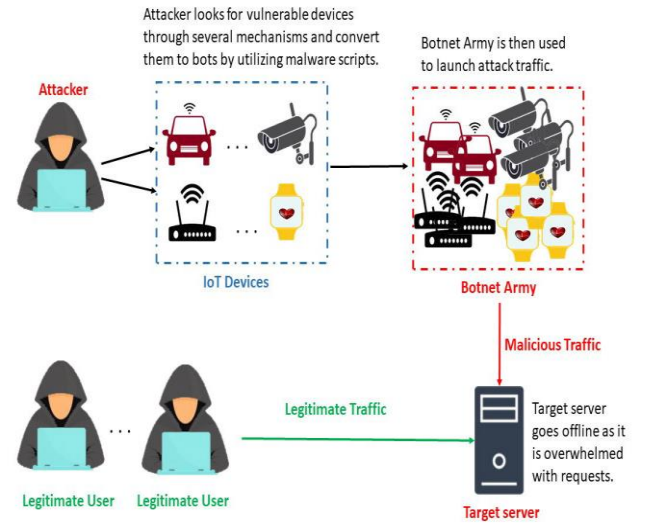 Attacker looks for vulnerable devices
through several mechanisms and convert
them to bots by utilizing malware scripts.
Botnet Army is then used
to launch attack traffic.
Attacker
IoT Devices
Botnet Army
Malicious Traffic
Legitimate Traffic
Target server
goes offline as it
is overwhelmed
with requests.
Legitimate User
Legitimate User
Target server